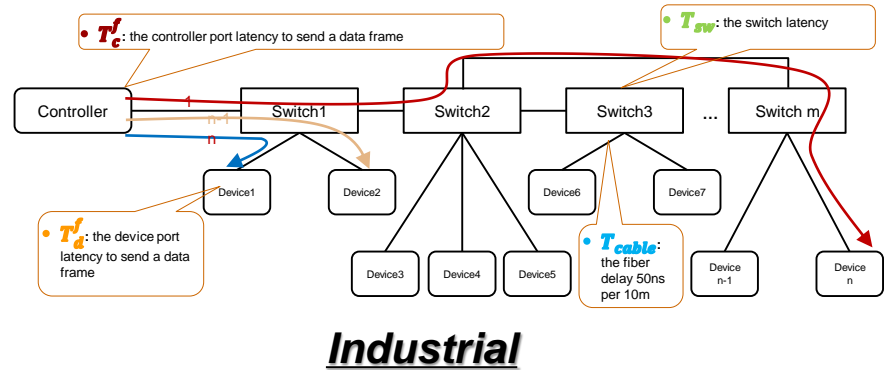 • T_c^f: the controller port latency to send a data
frame
• T_sw: the switch latency
1
n-1
n
Controller
Switch1
Switch2
Switch3
...
Switch m
Device1
Device2
Device6
Device7
• T_d^f: the device port
latency to send a data
frame
• T_cable:
the fiber
delay 50ns
per 10m
Device3
Device4
Device5
Device
n-1
Device
n
Industrial